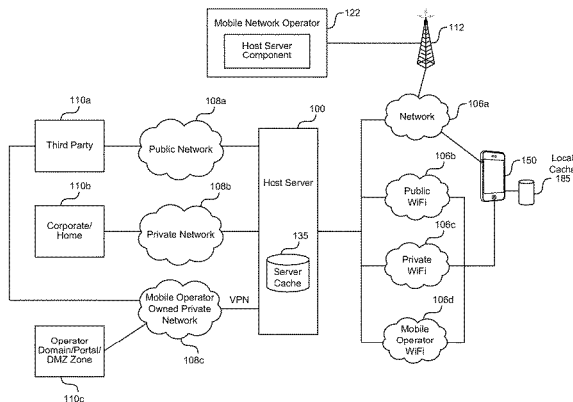 122
Mobile Network Operator
Host Server
Component
112
110a
Third Party
108a
Public Network
100
Host Server
106a
Network
150
Local
Cache
185
110b
Corporate/
Home
108b
Private Network
135
Server
Cache
106b
Public
WiFi
106c
Private
WiFi
Mobile Operator
Owned Private
Network
VPN
108c
106d
Mobile
Operator
WiFi
Operator
Domain/Portal/
DMZ Zone
110c